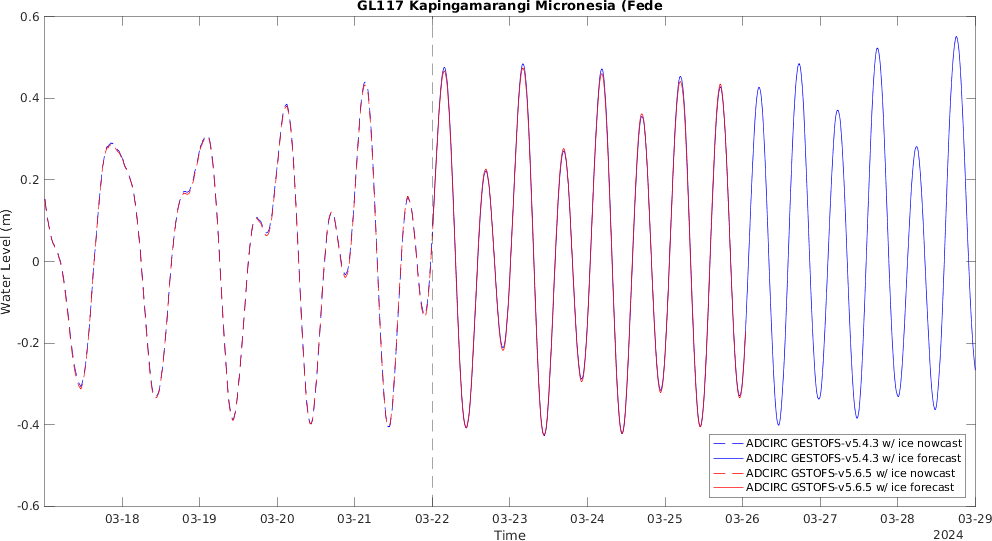 GL117 Kapingamarangi Micronesia (Fede
0.6
0.4
0.2
0
-0.2
-0.4
-0.6
Water Level (m)
ADCIRC GESTOFS-v5.4.3 w/ ice nowcast
ADCIRC GESTOFS-v5.4.3 w/ ice forecast
ADCIRC GSTOFS-v5.6.5 w/ ice nowcast
ADCIRC GSTOFS-v5.6.5 w/ ice forecast
03-18 03-19 03-20 03-21 03-22 03-23 03-24 03-25 03-26 03-27 03-28 03-29
Time
2024